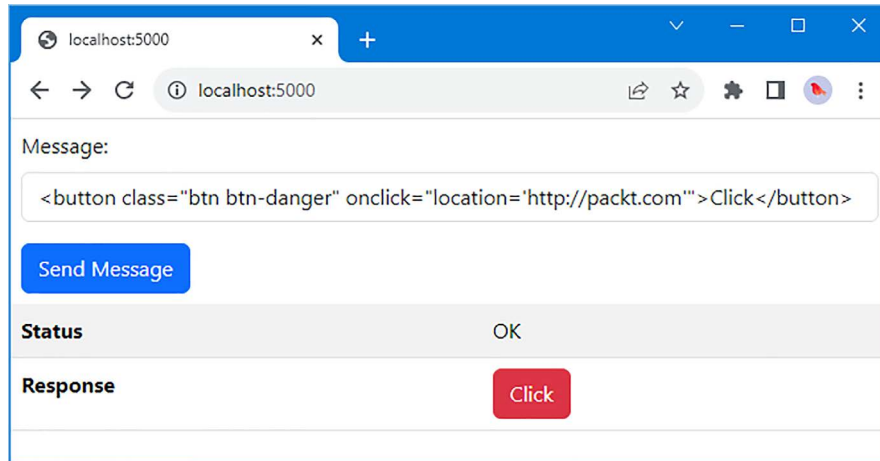 localhost:5000
localhost:5000
Message:
<button class="btn btn-danger" onclick="location='http://packt.com'">Click</button>
Send Message
Status OK
Response Click